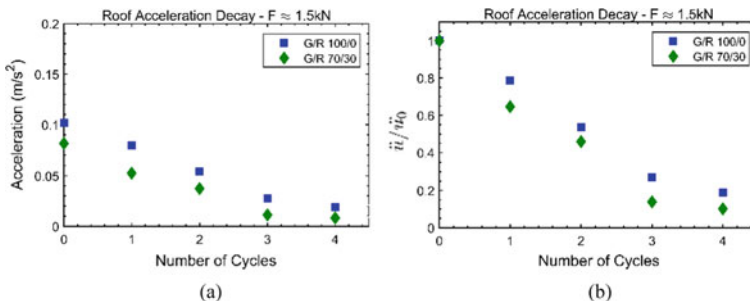 Roof Acceleration Decay - F ≈ 1.5kN
G/R 100/0
G/R 70/30
Acceleration (m/s²)
0.2
0.15
0.1
0.05
0
0 1 2 3 4
Number of Cycles
(a)
Roof Acceleration Decay - F ≈ 1.5kN
G/R 100/0
G/R 70/30
ü/ü₀
1
0.8
0.6
0.4
0.2
0
0 1 2 3 4
Number of Cycles
(b)